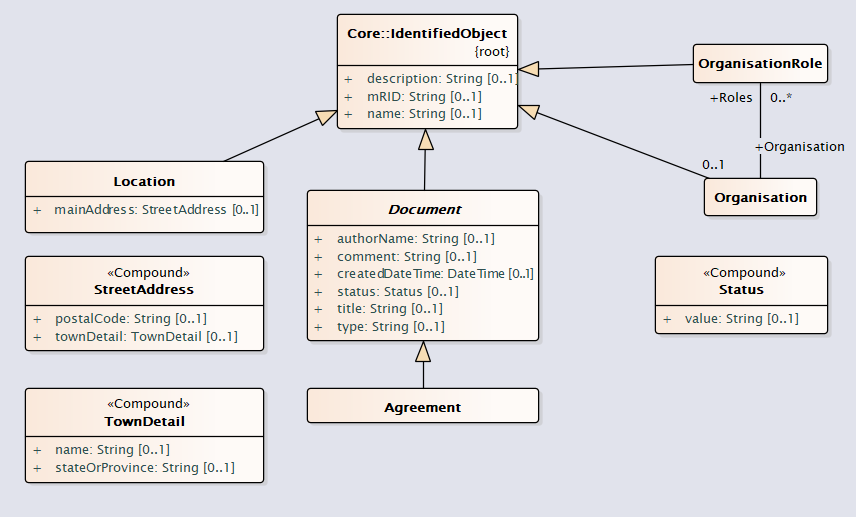 Core::IdentifiedObject
{root}
+ description: String [0..1]
+ mRID: String [0..1]
+ name: String [0..1]
OrganisationRole
+Roles 0..*
+Organisation
0..1
Organisation
Location
+ mainAddress: StreetAddress [0..1]
Document
+ authorName: String [0..1]
+ comment: String [0..1]
+ createdDateTime: DateTime [0..1]
+ status: Status [0..1]
+ title: String [0..1]
+ type: String [0..1]
«Compound»
StreetAddress
+ postalCode: String [0..1]
+ townDetail: TownDetail [0..1]
«Compound»
Status
+ value: String [0..1]
«Compound»
TownDetail
+ name: String [0..1]
+ stateOrProvince: String [0..1]
Agreement